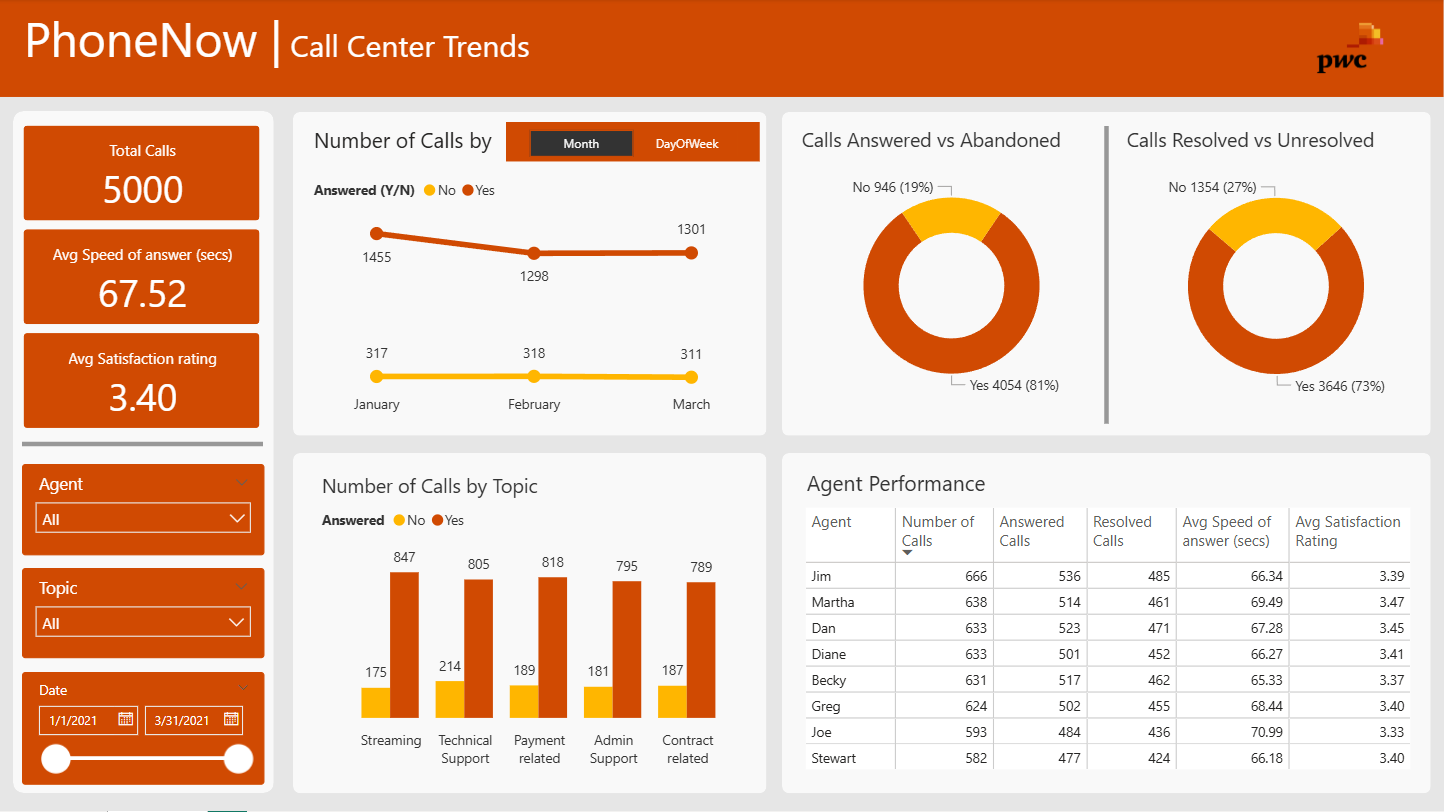 PhoneNow | Call Center Trends
pwc
Total Calls
5000
Avg Speed of answer (secs)
67.52
Avg Satisfaction rating
3.40
Agent
All
Topic
All
Date
1/1/2021 3/31/2021
Number of Calls by Month DayOfWeek
Answered (Y/N) No Yes
1455 1298 1301
317 318 311
January February March
Calls Answered vs Abandoned
No 946 (19%)
Yes 4054 (81%)
Calls Resolved vs Unresolved
No 1354 (27%)
Yes 3646 (73%)
Number of Calls by Topic
Answered No Yes
847 805 818 795 789
175 214 189 181 187
Streaming Technical Support Payment related Admin Support Contract related
Agent Performance
Agent Number of Calls Answered Calls Resolved Calls Avg Speed of answer (secs) Avg Satisfaction Rating
Jim 666 536 485 66.34 3.39
Martha 638 514 461 69.49 3.47
Dan 633 523 471 67.28 3.45
Diane 633 501 452 66.27 3.41
Becky 631 517 462 65.33 3.37
Greg 624 502 455 68.44 3.40
Joe 593 484 436 70.99 3.33
Stewart 582 477 424 66.18 3.40